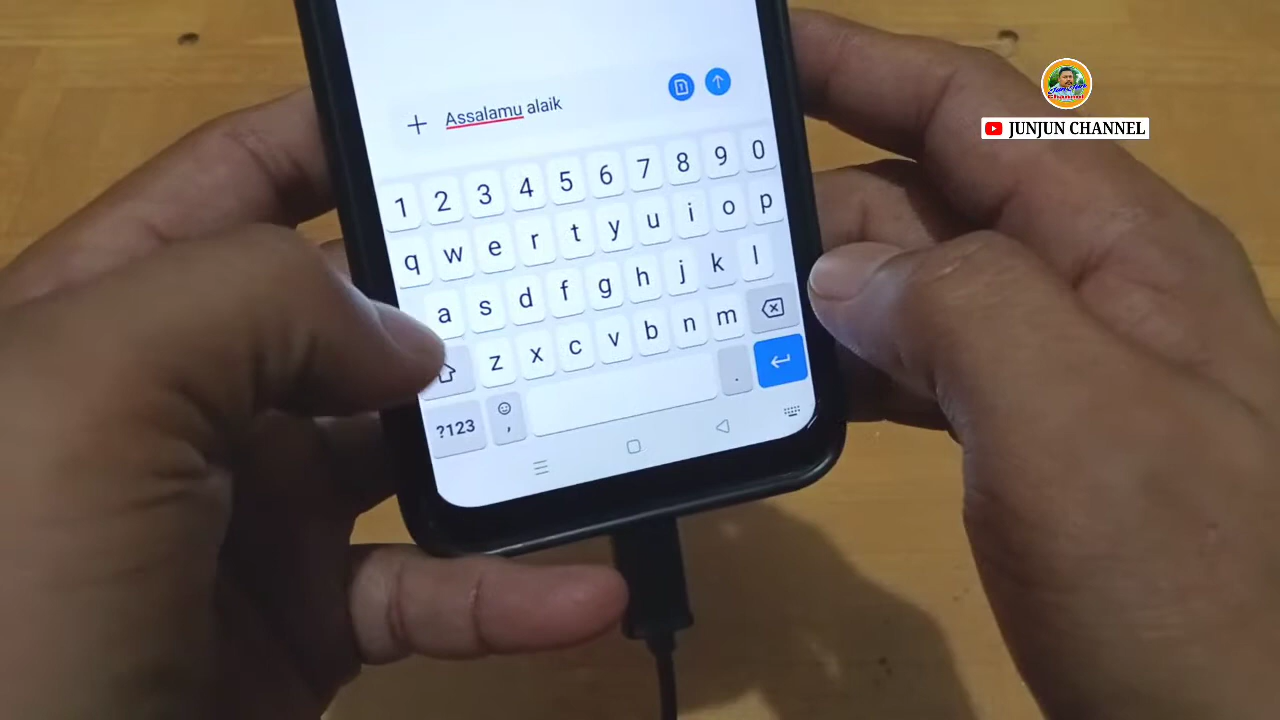 Assalamu alaik
1 2 3 4 5 6 7 8 9 0
q w e r t y u i o p
a s d f g h j k l
z x c v b n m
?123 , .
JUNJUN CHANNEL